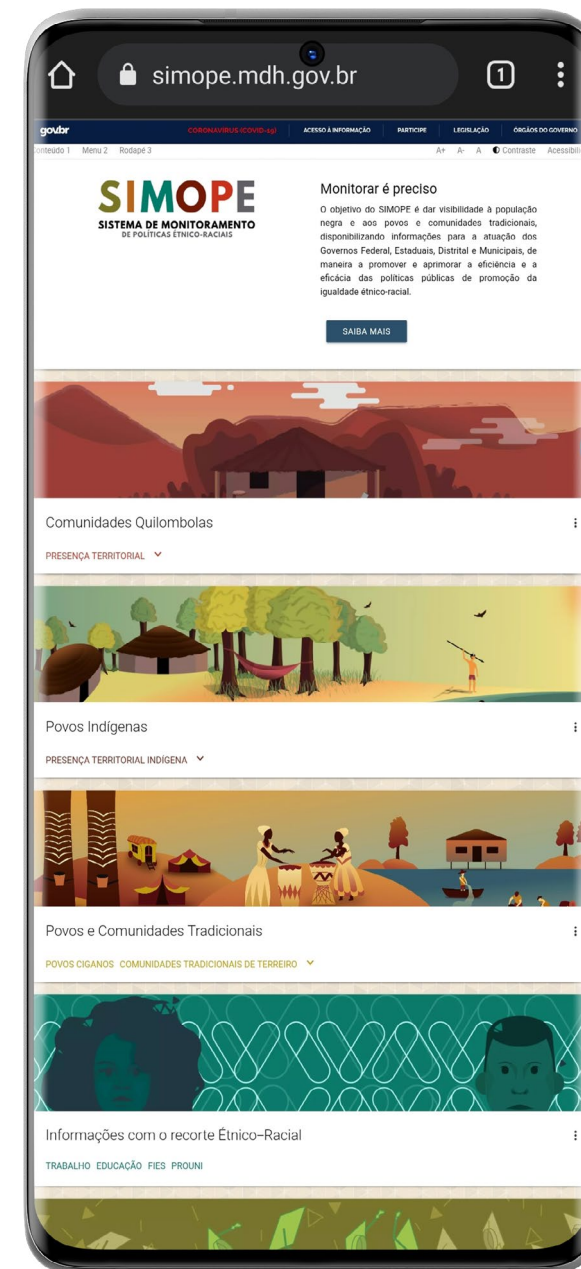 simope.mdh.gov.br
1
gov.br
CORONAVÍRUS (COVID-19)
ACESSO À INFORMAÇÃO
PARTICIPE
LEGISLAÇÃO
ÓRGÃOS DO GOVERNO
onteúdo 1 Menu 2 Rodapé 3
A+ A- A Contraste Acessibili
SIMOPE
SISTEMA DE MONITORAMENTO
DE POLÍTICAS ÉTNICO-RACIAIS
Monitorar é preciso
O objetivo do SIMOPE é dar visibilidade à população
negra e aos povos e comunidades tradicionais,
disponibilizando informações para a atuação dos
Governos Federal, Estaduais, Distrital e Municipais, de
maneira a promover e aprimorar a eficiência e a
eficácia das políticas públicas de promoção da
igualdade étnico-racial.
SAIBA MAIS
Comunidades Quilombolas
PRESENÇA TERRITORIAL
Povos Indígenas
PRESENÇA TERRITORIAL INDÍGENA
Povos e Comunidades Tradicionais
POVOS CIGANOS COMUNIDADES TRADICIONAIS DE TERREIRO
Informações com o recorte Étnico–Racial
TRABALHO EDUCAÇÃO FIES PROUNI